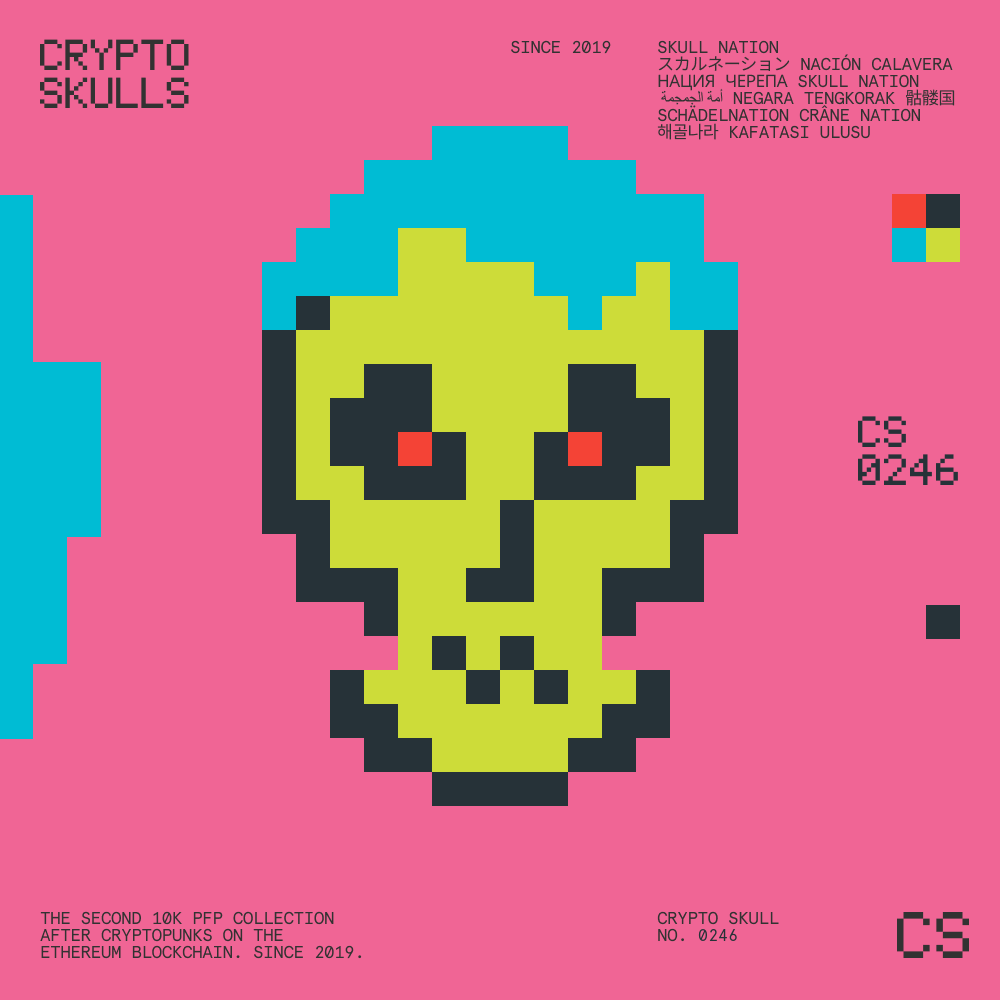 CRYPTO
SKULLS
SINCE 2019
SKULL NATION
スカルネーション NACIÓN CALAVERA
НАЦИЯ ЧЕРЕПА SKULL NATION
أمة الجمجمة NEGARA TENGKORAK 骷髅国
SCHÄDELNATION CRÂNE NATION
해골나라 KAFATASI ULUSU
CS
0246
THE SECOND 10K PFP COLLECTION
AFTER CRYPTOPUNKS ON THE
ETHEREUM BLOCKCHAIN. SINCE 2019.
CRYPTO SKULL
NO. 0246
CS